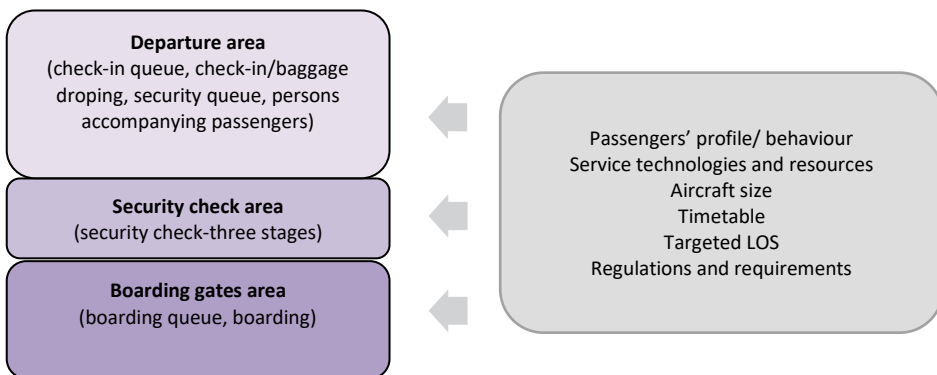 Departure area
(check-in queue, check-in/baggage
droping, security queue, persons
accompanying passengers)
Security check area
(security check-three stages)
Boarding gates area
(boarding queue, boarding)
Passengers’ profile/ behaviour
Service technologies and resources
Aircraft size
Timetable
Targeted LOS
Regulations and requirements